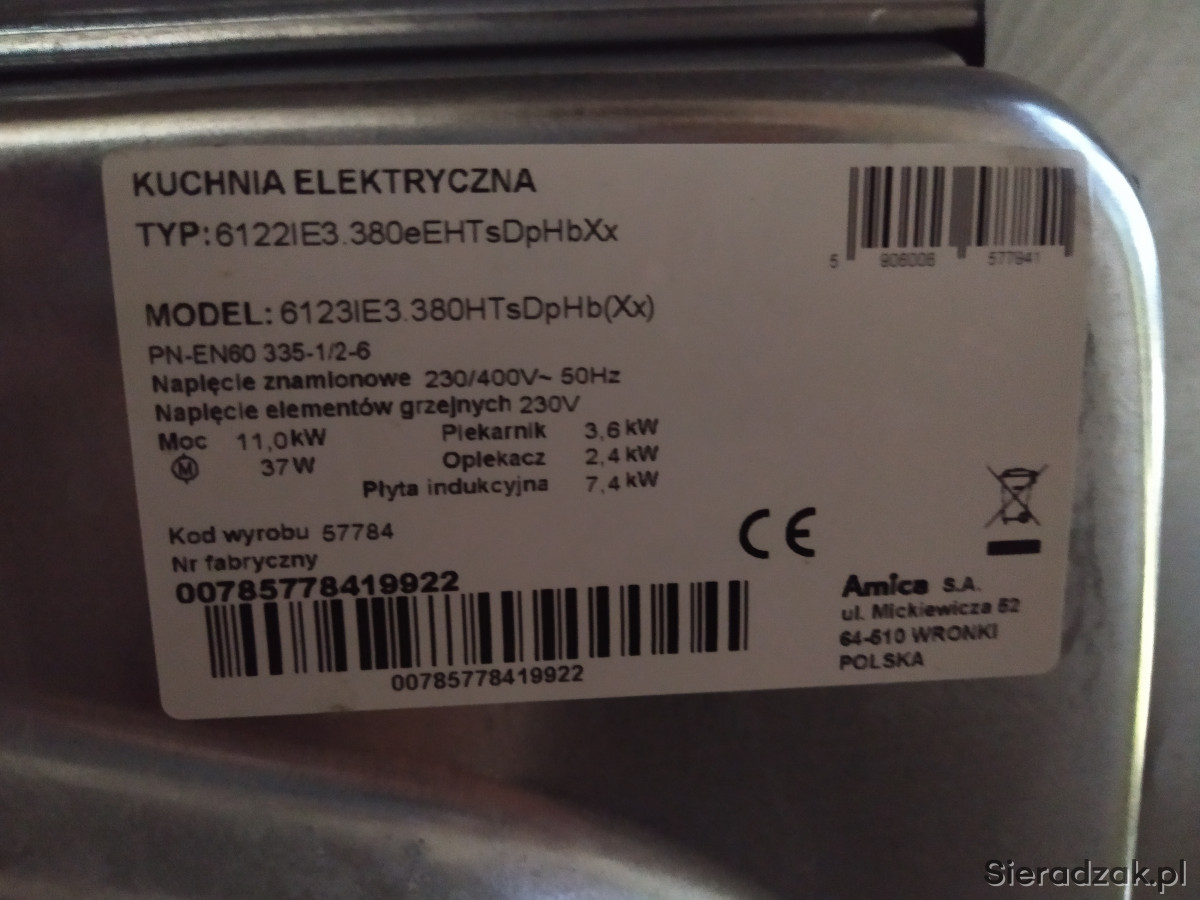 KUCHNIA ELEKTRYCZNA
TYP: 6122IE3.380eEHTsDpHbXx
5 906006 577841
MODEL: 6123IE3.380HTsDpHb(Xx)
PN-EN60 335-1/2-6
Napięcie znamionowe 230/400V~ 50Hz
Napięcie elementów grzejnych 230V
Moc 11,0kW Piekarnik 3,6 kW
M 37W Opiekacz 2,4 kW
Płyta indukcyjna 7,4 kW
Kod wyrobu 57784
Nr fabryczny
00785778419922
00785778419922
CE
Amica S.A.
ul. Mickiewicza 52
64-510 WRONKI
POLSKA
Sieradzak.pl